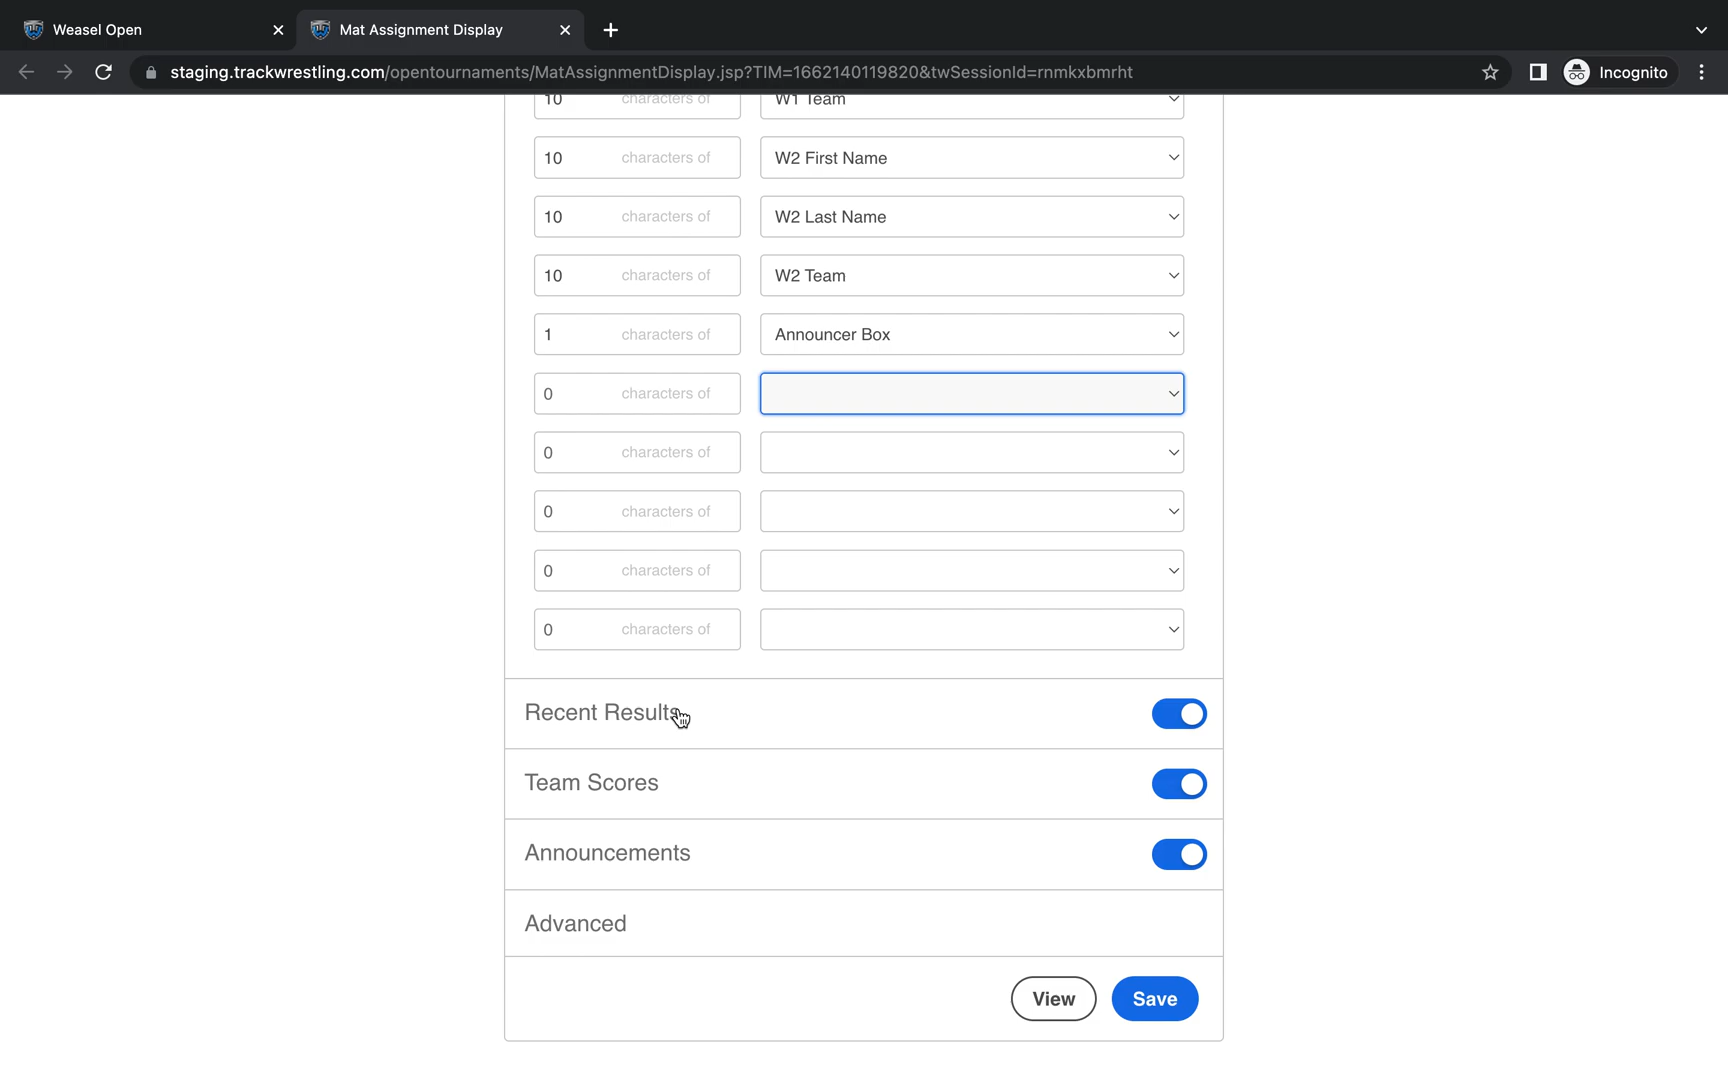 Weasel Open
Mat Assignment Display
staging.trackwrestling.com/opentournaments/MatAssignmentDisplay.jsp?TIM=1662140119820&twSessionId=rnmkxbmrht
Incognito
10 characters of W1 Team
10 characters of W2 First Name
10 characters of W2 Last Name
10 characters of W2 Team
1 characters of Announcer Box
0 characters of
0 characters of
0 characters of
0 characters of
0 characters of
Recent Results
Team Scores
Announcements
Advanced
View Save